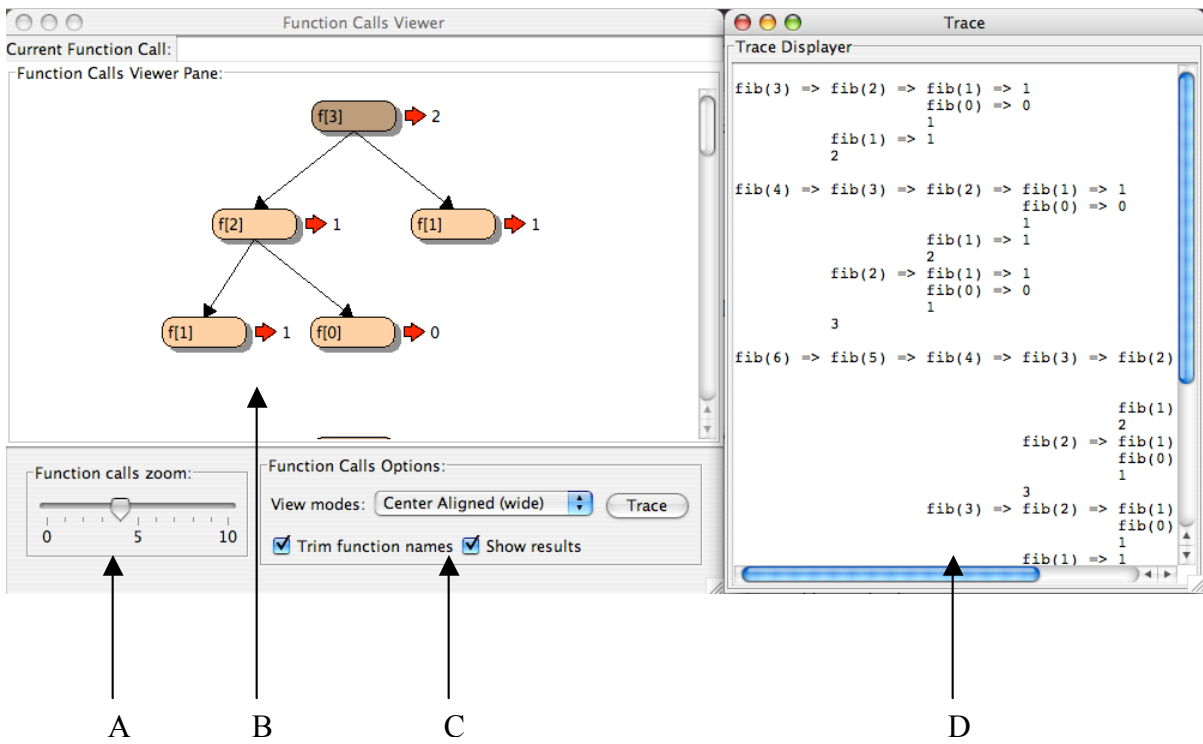 Function Calls Viewer
Current Function Call:
Function Calls Viewer Pane:
f[3] 2
f[2] 1 f[1] 1
f[1] 1 f[0] 0
Function calls zoom:
0 5 10
Function Calls Options:
View modes: Center Aligned (wide) Trace
Trim function names Show results
Trace
Trace Displayer
fib(3) => fib(2) => fib(1) => 1
fib(0) => 0
1
fib(1) => 1
2
fib(4) => fib(3) => fib(2) => fib(1) => 1
fib(0) => 0
1
fib(1) => 1
2
fib(2) => fib(1) => 1
fib(0) => 0
1
3
fib(6) => fib(5) => fib(4) => fib(3) => fib(2)
fib(1)
2
fib(2) => fib(1)
fib(0)
1
3
fib(3) => fib(2) => fib(1)
fib(0)
1
fib(1) => 1
A B C D